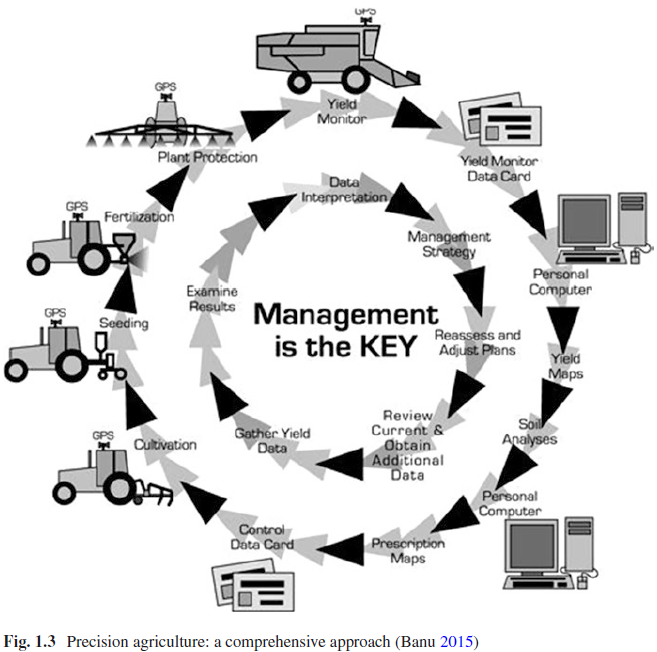 GPS
Yield
Monitor
Yield Monitor
Data Card
Personal
Computer
Yield
Maps
Soil
Analyses
Personal
Computer
Prescription
Maps
Control
Data Card
GPS
Cultivation
GPS
Seeding
GPS
Fertilization
GPS
Plant Protection
Data
Interpretation
Management
Strategy
Reassess and
Adjust Plans
Review
Current &
Obtain
Additional
Data
Gather Yield
Data
Examine
Results
Management
is the KEY
Fig. 1.3 Precision agriculture: a comprehensive approach (Banu 2015)